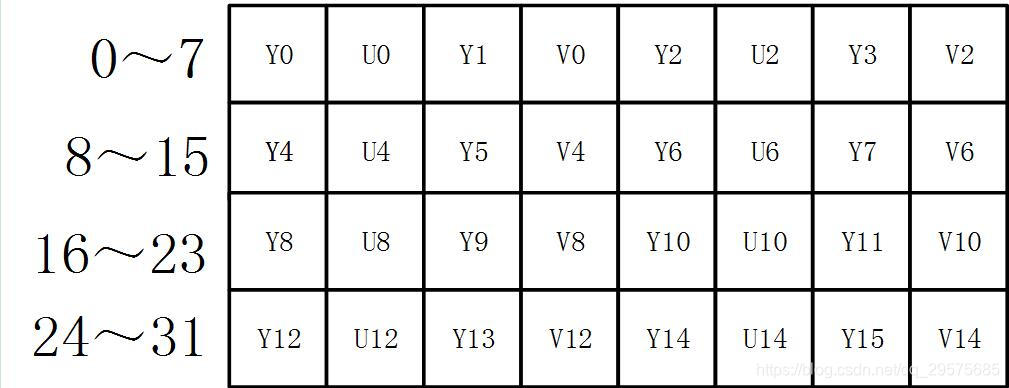 0～7 Y0 U0 Y1 V0 Y2 U2 Y3 V2
8～15 Y4 U4 Y5 V4 Y6 U6 Y7 V6
16～23 Y8 U8 Y9 V8 Y10 U10 Y11 V10
24～31 Y12 U12 Y13 V12 Y14 U14 Y15 V14
https://blog.csdn.net/qq_29575685